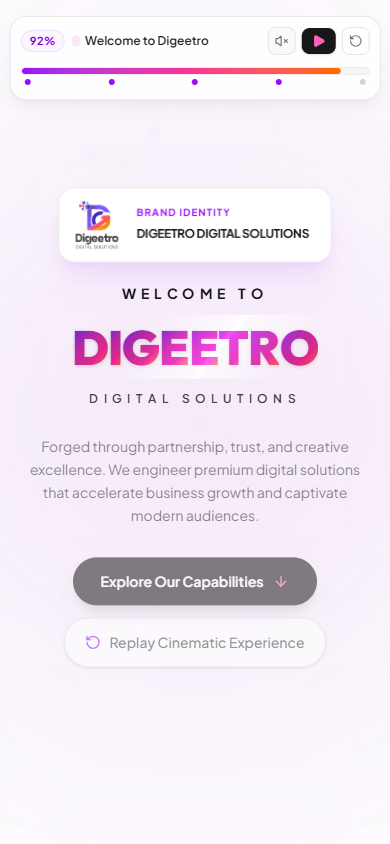 92%
Welcome to Digeetro
Digeetro
DIGITAL SOLUTIONS
BRAND IDENTITY
DIGEETRO DIGITAL SOLUTIONS
WELCOME TO
DIGEETRO
DIGITAL SOLUTIONS
Forged through partnership, trust, and creative
excellence. We engineer premium digital solutions
that accelerate business growth and captivate
modern audiences.
Explore Our Capabilities
Replay Cinematic Experience